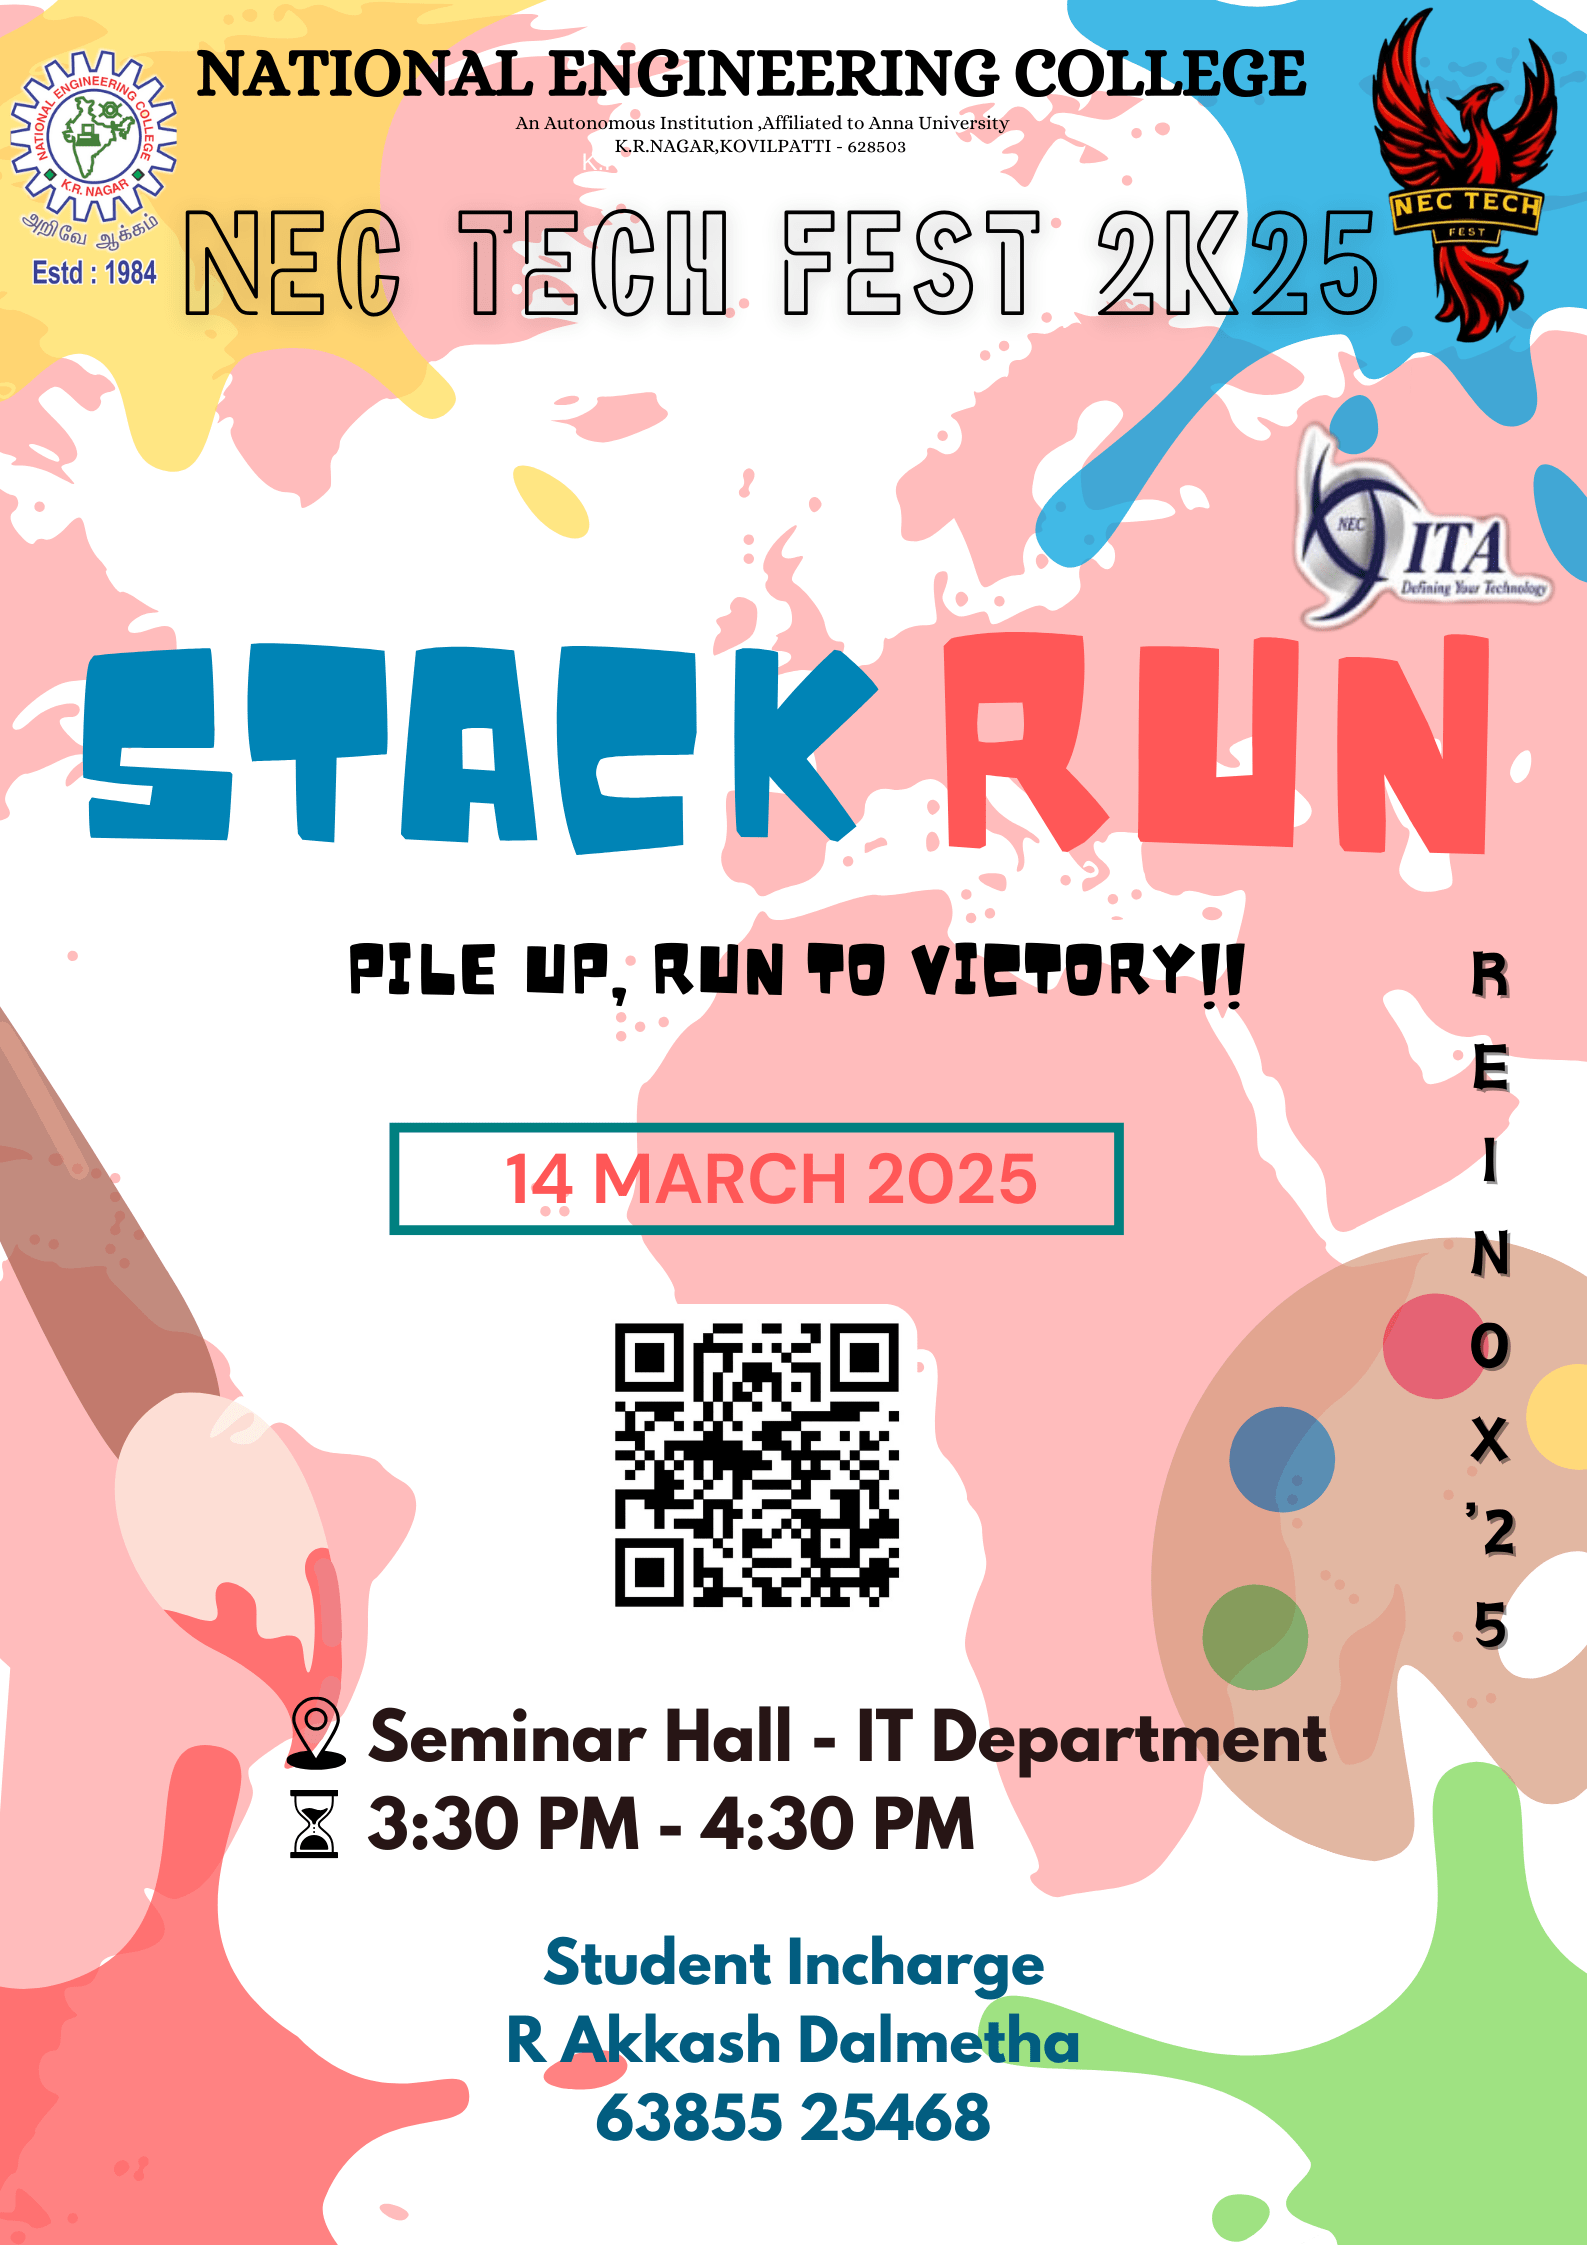 NATIONAL ENGINEERING COLLEGE
An Autonomous Institution ,Affiliated to Anna University
K.R.NAGAR,KOVILPATTI - 628503
NATIONAL ENGINEERING COLLEGE
K.R. NAGAR
அறிவே ஆக்கம்
Estd : 1984
NEC TECH FEST 2K25
NEC TECH
FEST
NEC
ITA
Defining Your Technology
STACK RUN
PILE UP, RUN TO VICTORY!!
14 MARCH 2025
R
E
I
N
O
X
'2
5
Seminar Hall - IT Department
3:30 PM - 4:30 PM
Student Incharge
R Akkash Dalmetha
63855 25468